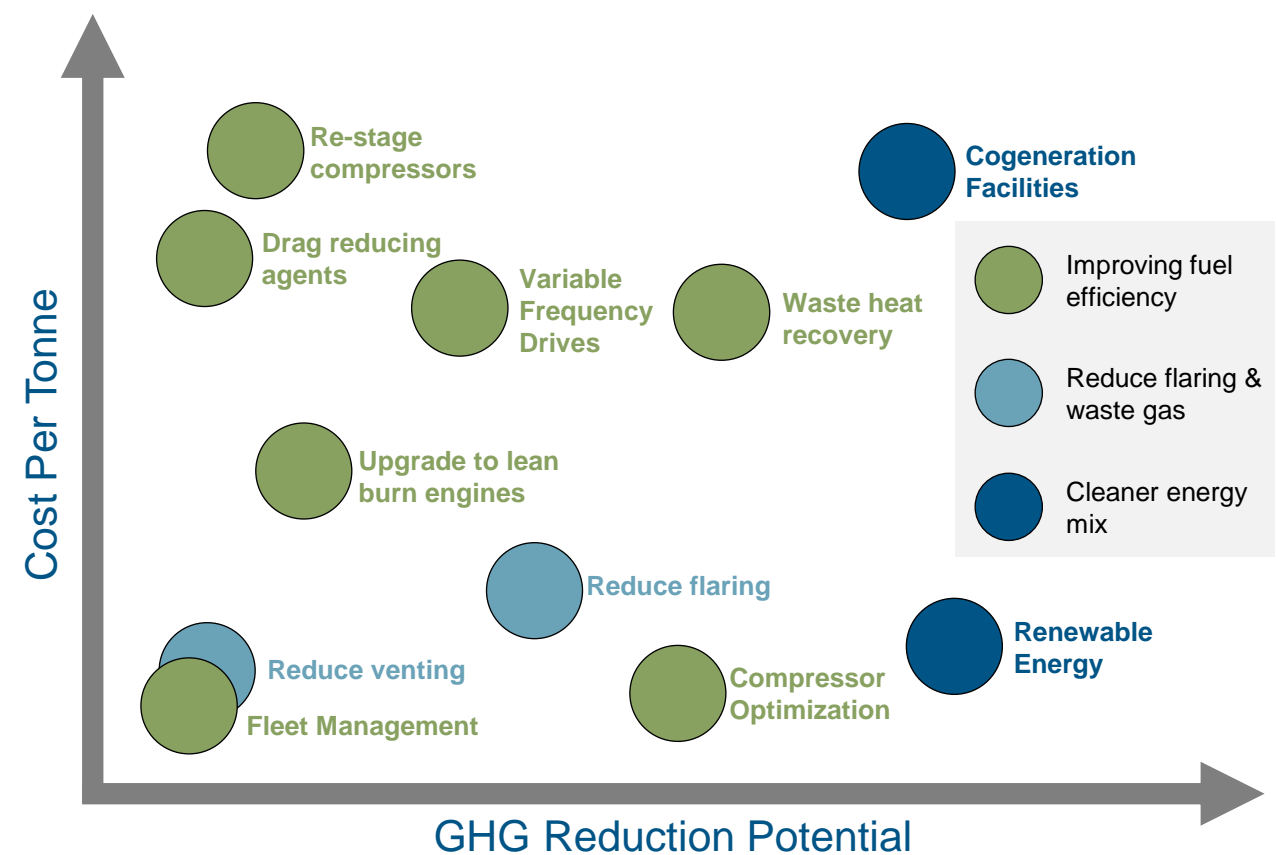 Re-stage
compressors
Cogeneration
Facilities
Drag reducing
agents
Variable
Frequency
Drives
Waste heat
recovery
Improving fuel
efficiency
Reduce flaring &
waste gas
Cleaner energy
mix
Upgrade to lean
burn engines
Reduce flaring
Renewable
Energy
Reduce venting
Compressor
Optimization
Fleet Management
Cost Per Tonne
GHG Reduction Potential